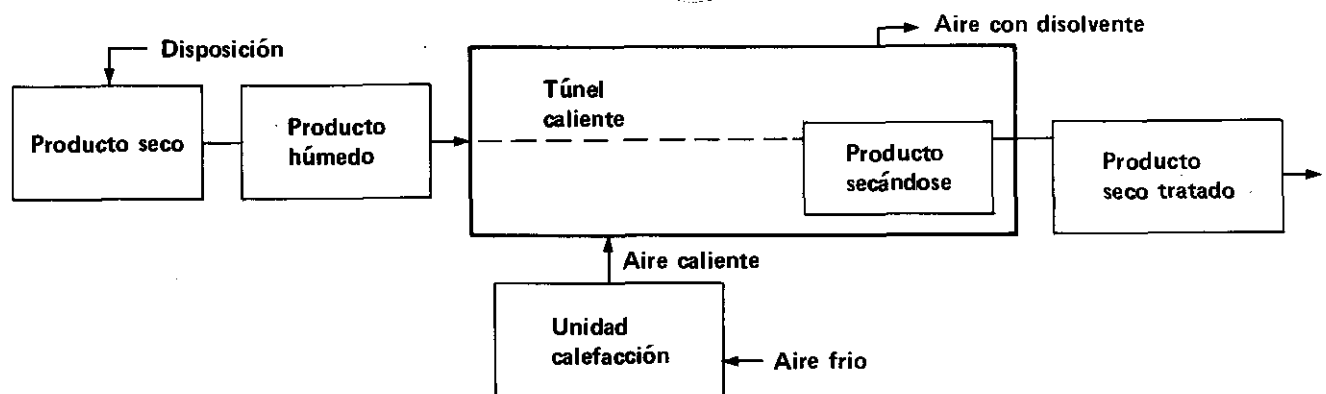 Disposición
Producto seco
Producto
húmedo
Túnel
caliente
Aire con disolvente
Producto
secándose
Producto
seco tratado
Aire caliente
Unidad
calefacción
Aire frio